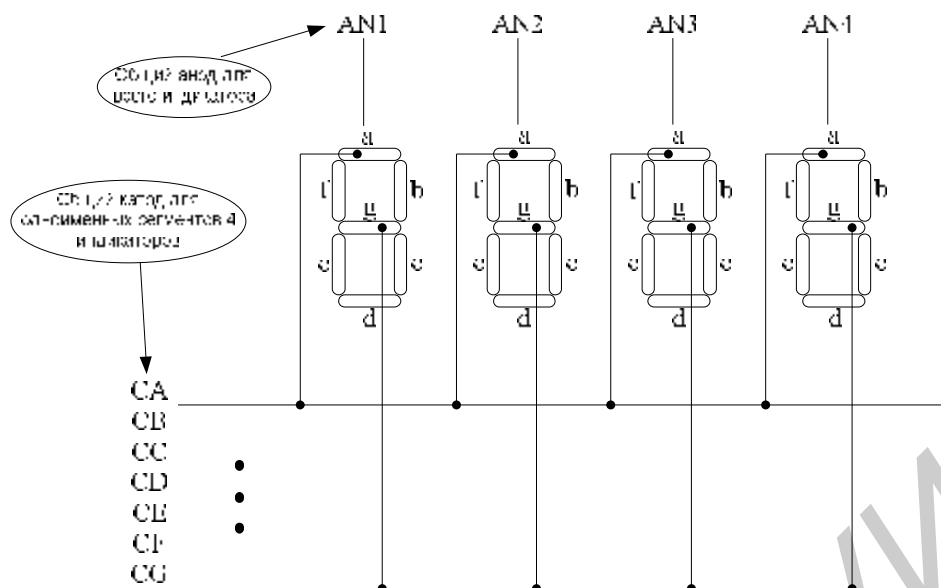 AN1 AN2 AN3 AN4
Общий анод для
всего индикатора
a a a a
f b f b f b f b
g g g g
Общий катод для
одноименных сегментов 4
индикаторов
e c e c e c e c
d d d d
CA
CB
CC
CD
CE
CF
CG
W